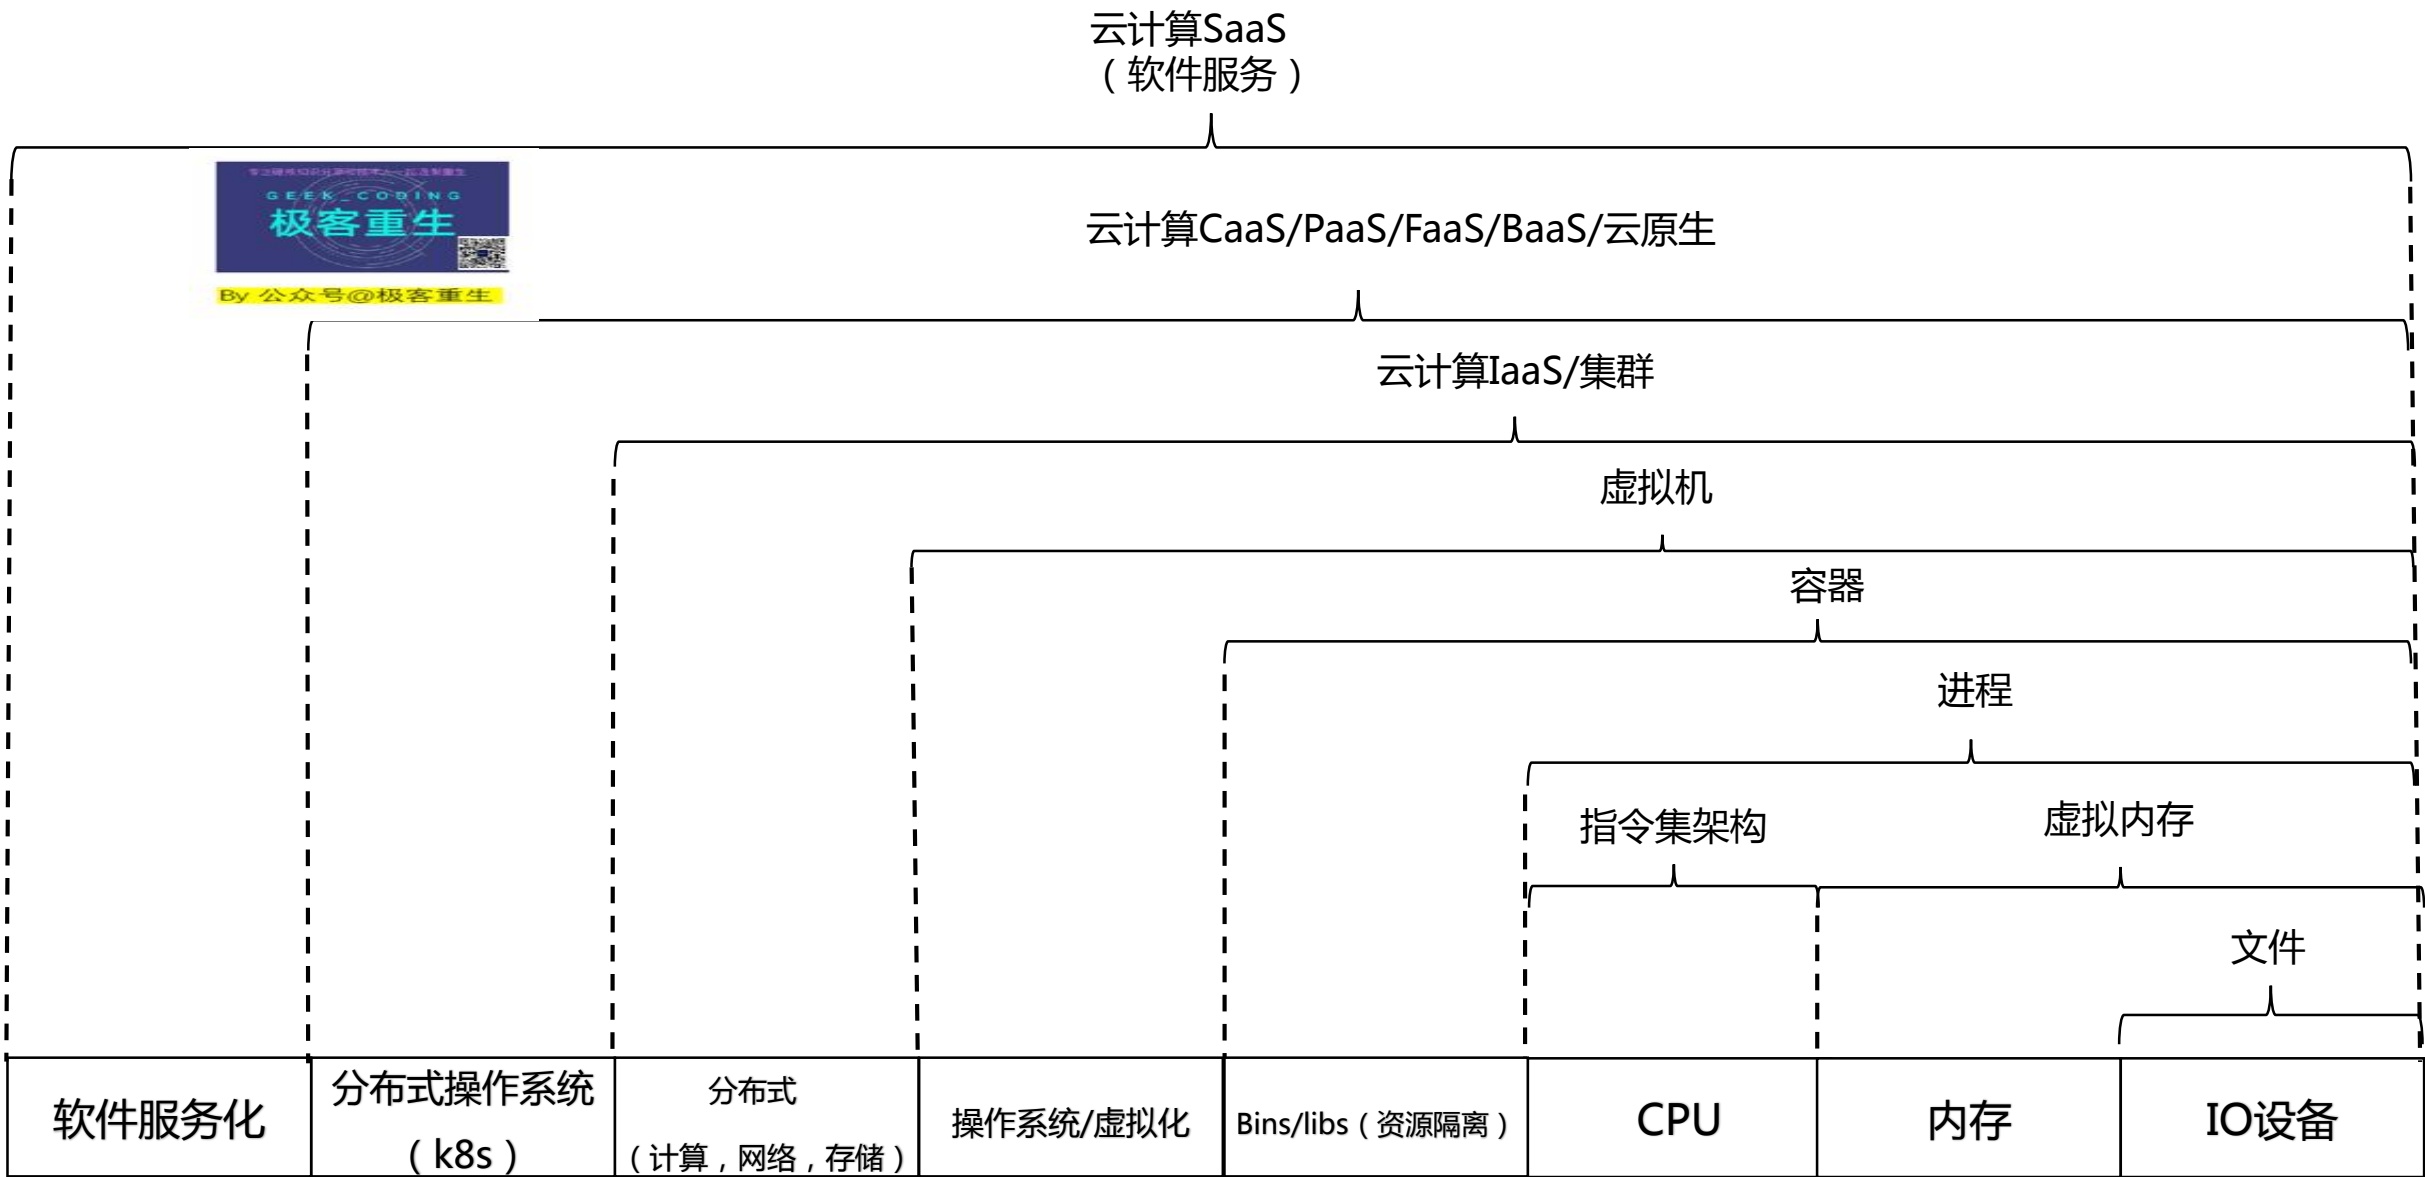 云计算SaaS
（软件服务）
GEEK_CODING
极客重生
By 公众号@极客重生
云计算CaaS/PaaS/FaaS/BaaS/云原生
云计算IaaS/集群
虚拟机
容器
进程
指令集架构
虚拟内存
文件
软件服务化
分布式操作系统
（k8s）
分布式
（计算，网络，存储）
操作系统/虚拟化
Bins/libs（资源隔离）
CPU
内存
IO设备